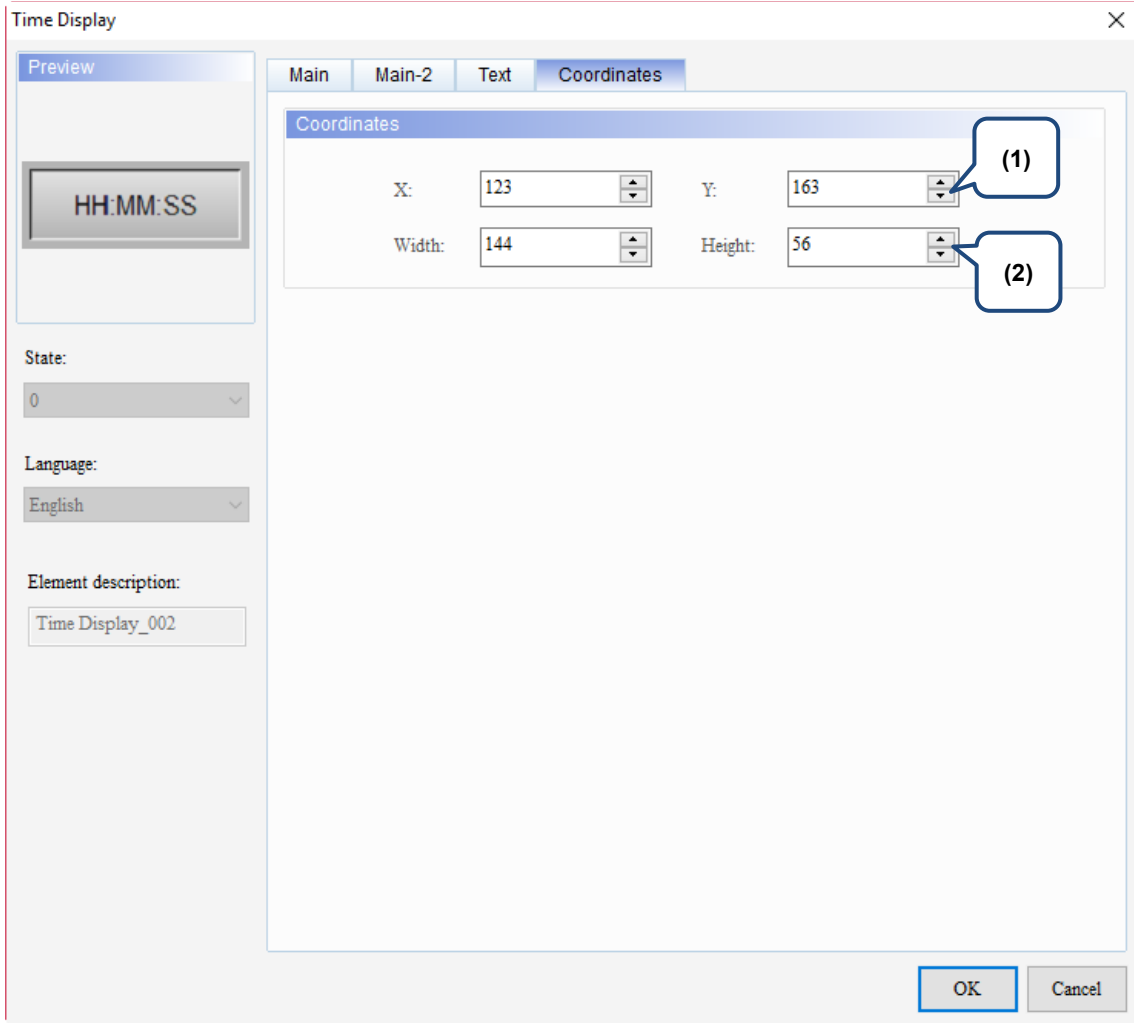 Time Display
Preview
HH:MM:SS
State:
0
Language:
English
Element description:
Time Display_002
Main Main-2 Text Coordinates
Coordinates
X: 123 Y: 163
(1)
Width: 144 Height: 56
(2)
OK Cancel